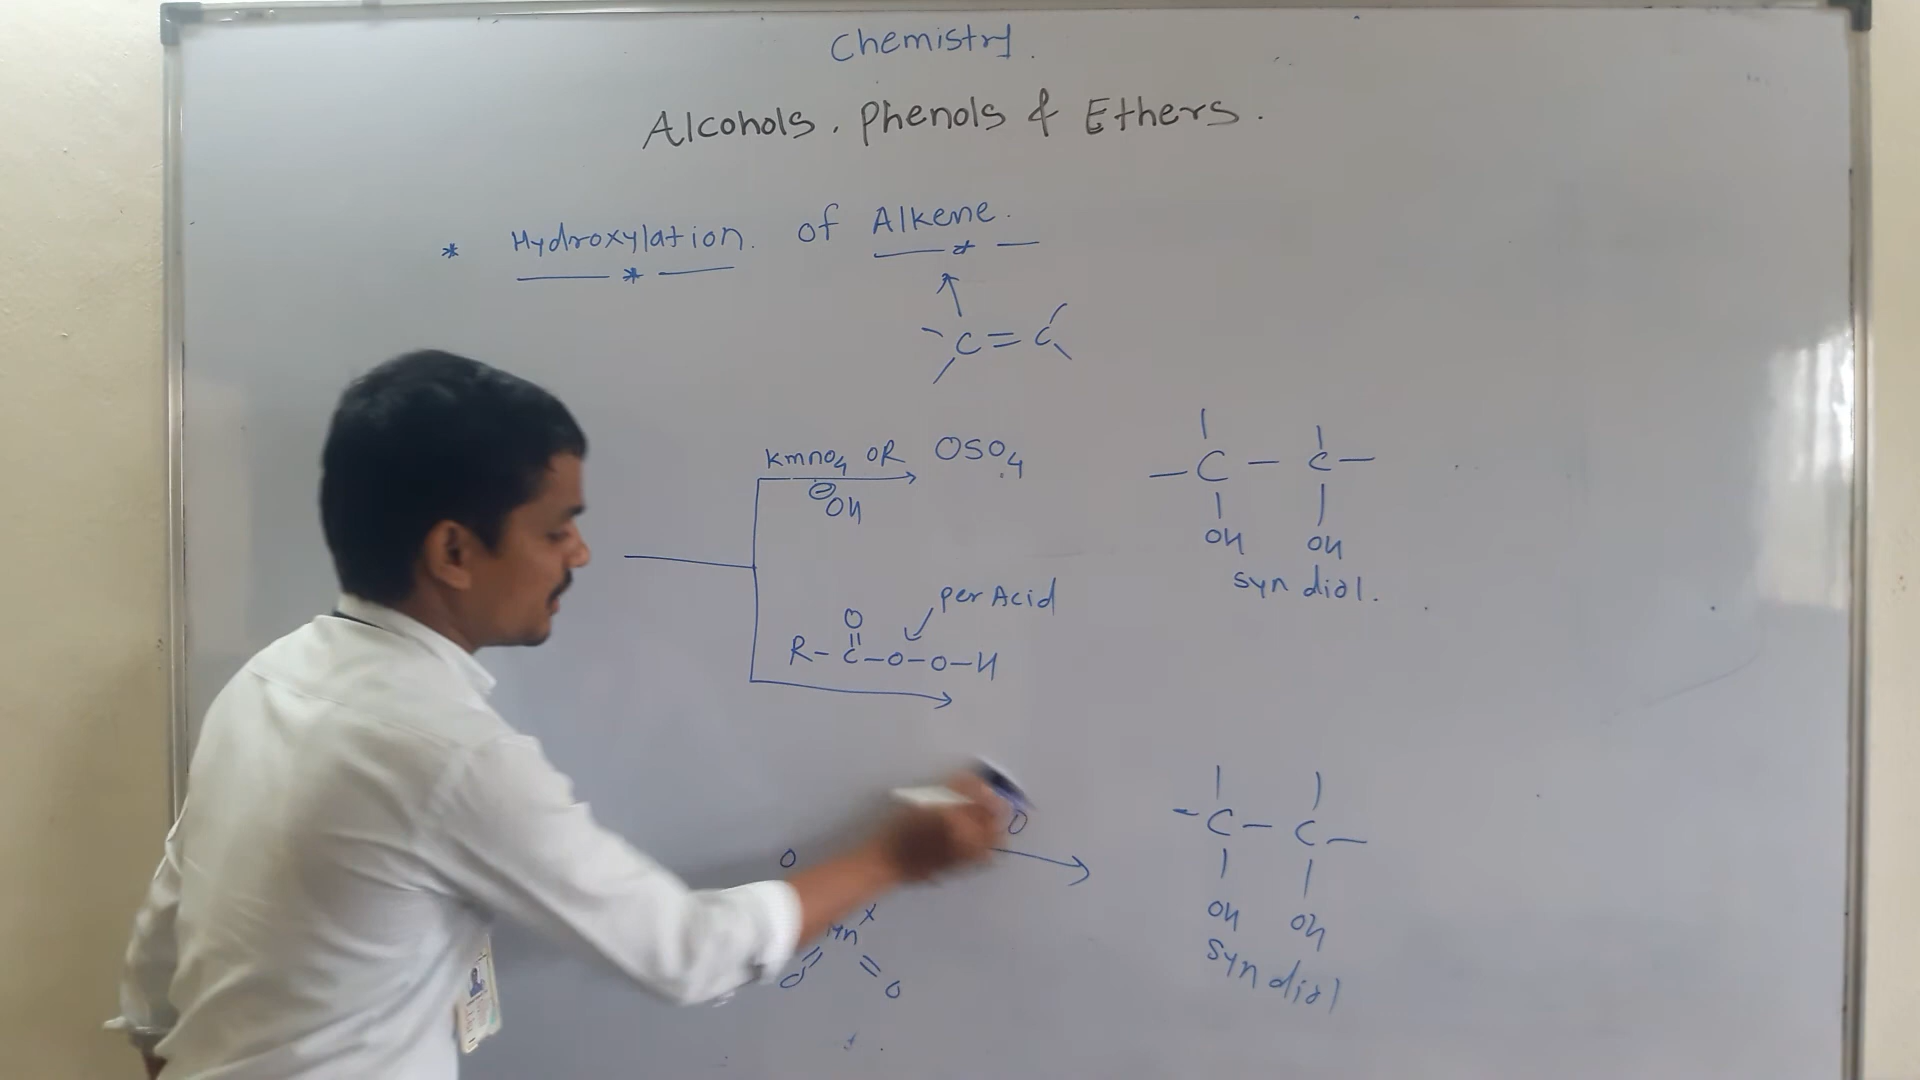 Chemistry.
Alcohols, Phenols & Ethers.
* Hydroxylation. of Alkene.
C=C
KmnO4 OR OSO4
⊖OH
- C - C -
OH OH
syn diol.
per Acid
O
R-C-O-O-H
- C - C -
OH OH
syn diol
O
O
Mn
O O